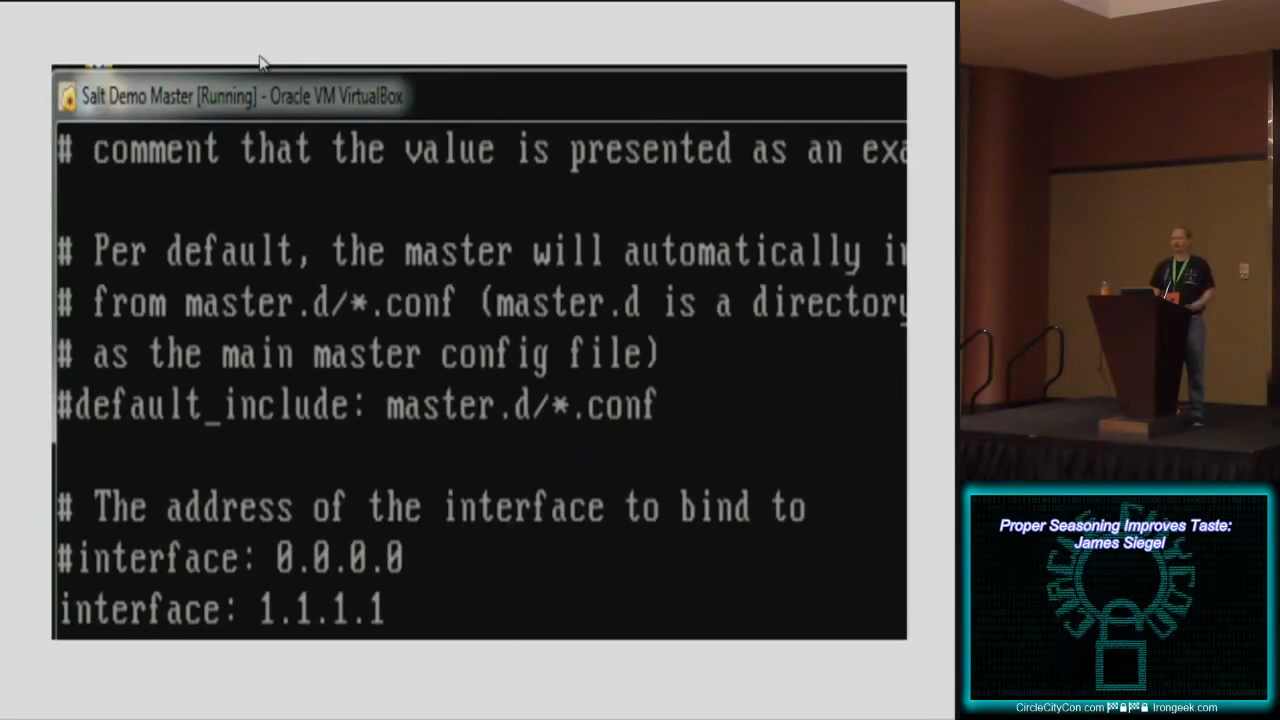 Salt Demo Master [Running] - Oracle VM VirtualBox
# comment that the value is presented as an exa
# Per default, the master will automatically in
# from master.d/*.conf (master.d is a directory
# as the main master config file)
#default_include: master.d/*.conf
# The address of the interface to bind to
#interface: 0.0.0.0
interface: 1.1.1.
Proper Seasoning Improves Taste:
James Siegel
CircleCityCon.com
Irongeek.com